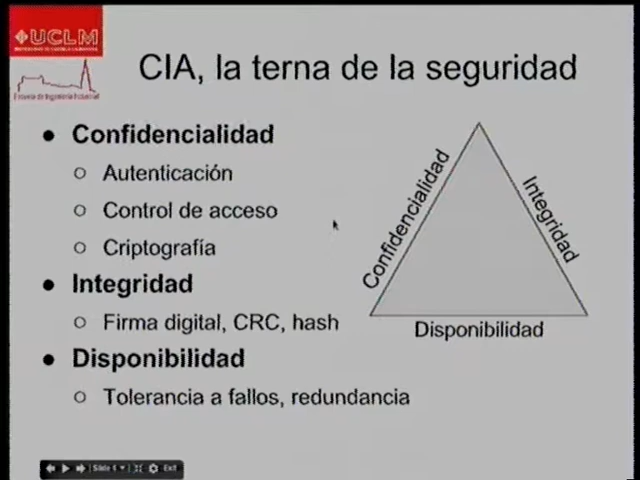 UCLM
CIA, la terna de la seguridad
Confidencialidad
Autenticación
Control de acceso
Criptografía
Integridad
Firma digital, CRC, hash
Disponibilidad
Tolerancia a fallos, redundancia
Confidencialidad
Integridad
Disponibilidad
Exit